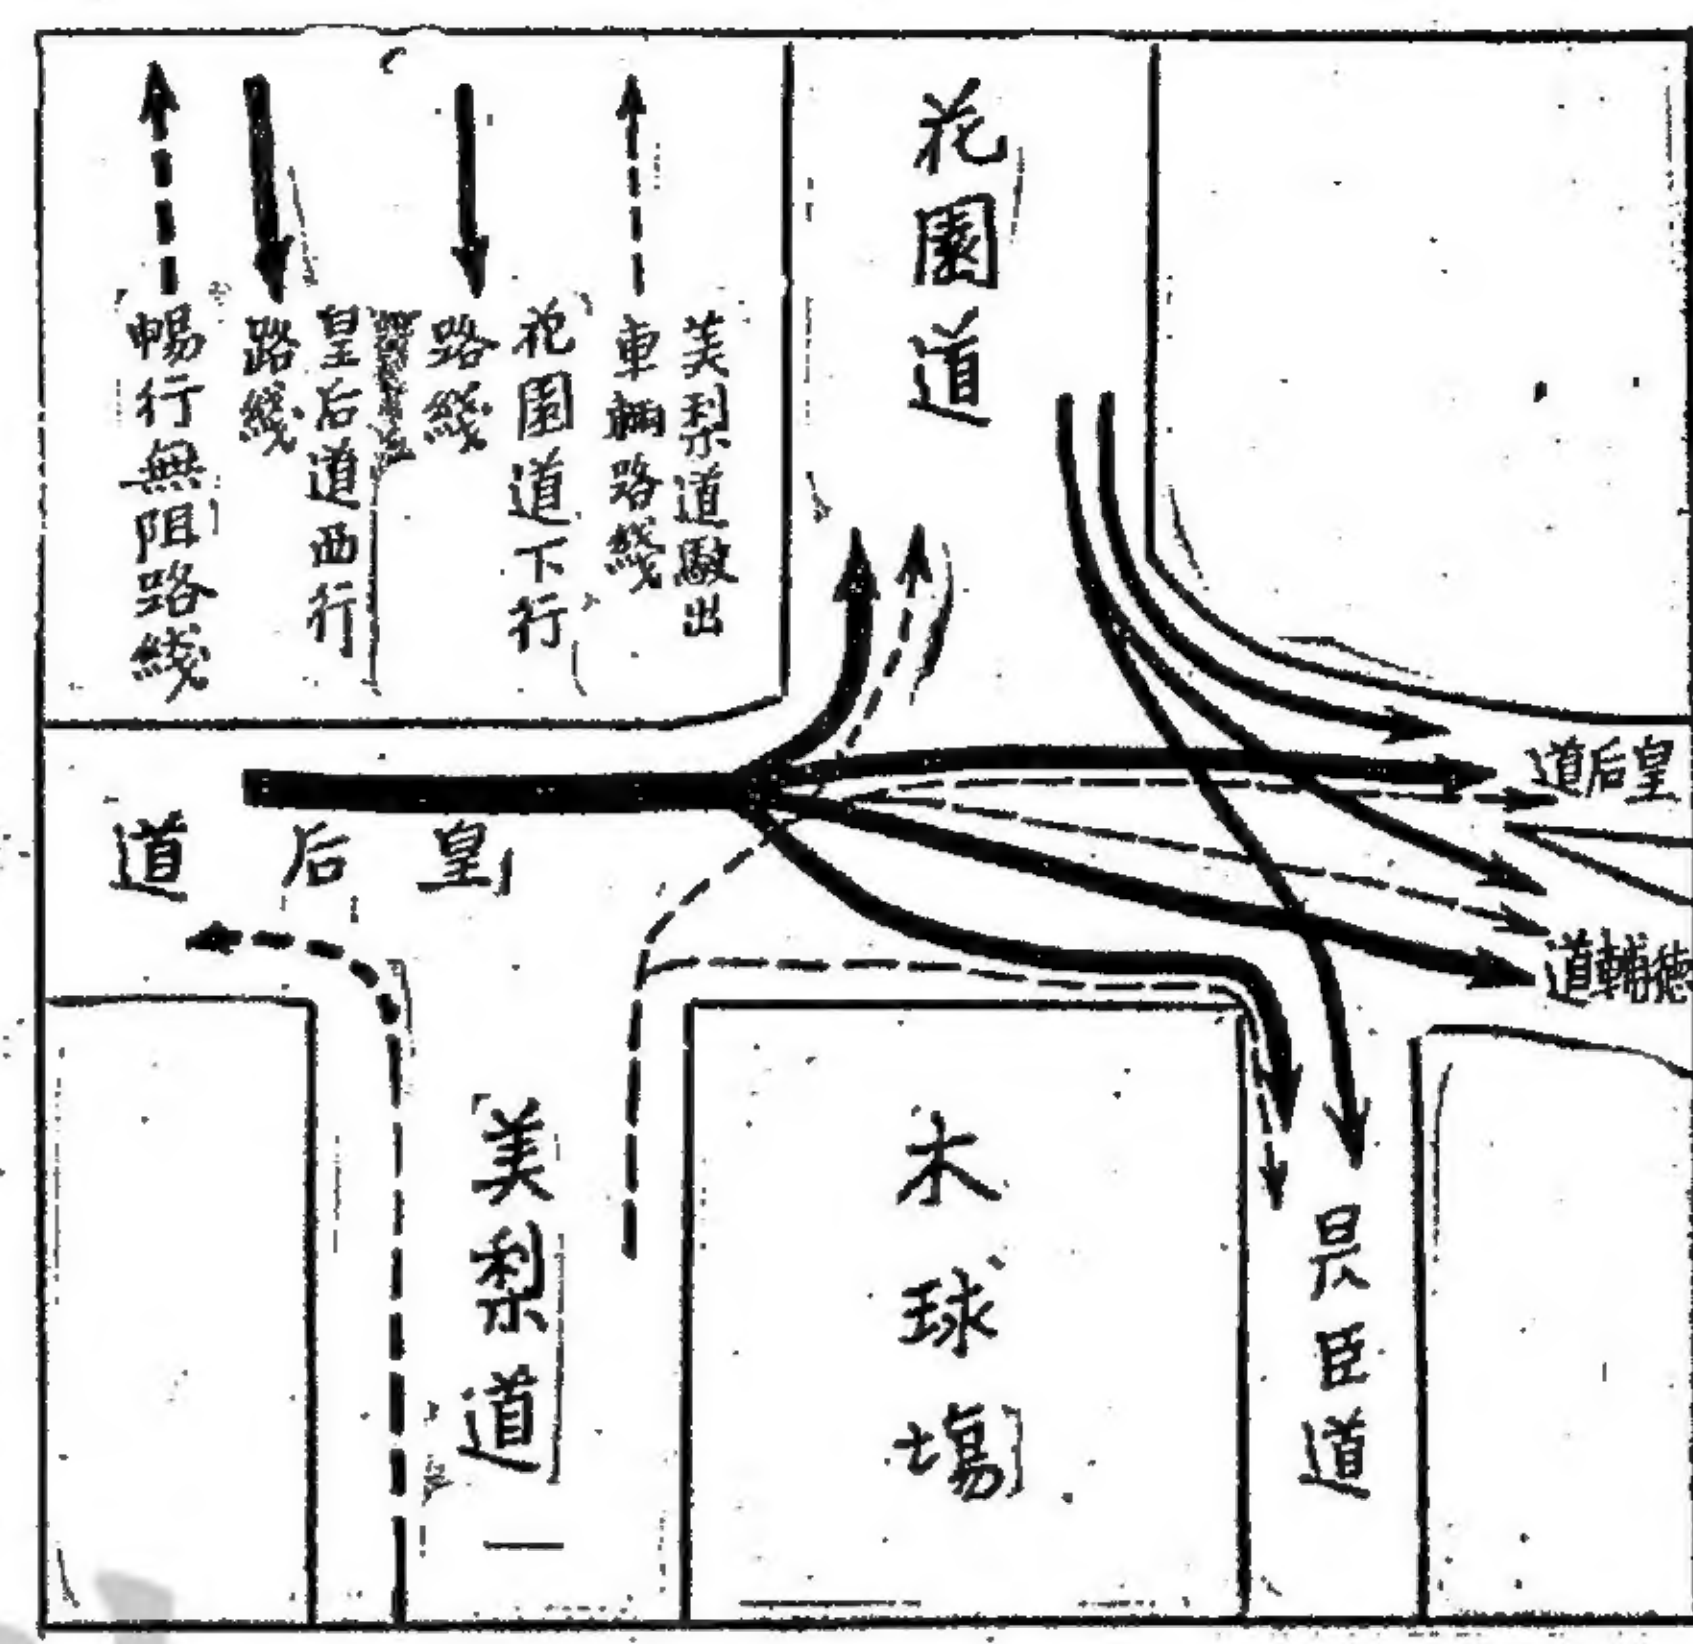 美梨道駛出
車輛路綫
花園道下行
路綫
皇后道西行
路綫
暢行無阻路綫
花園道
皇后道
皇后道
德輔道
美梨道
木球場
昃臣道